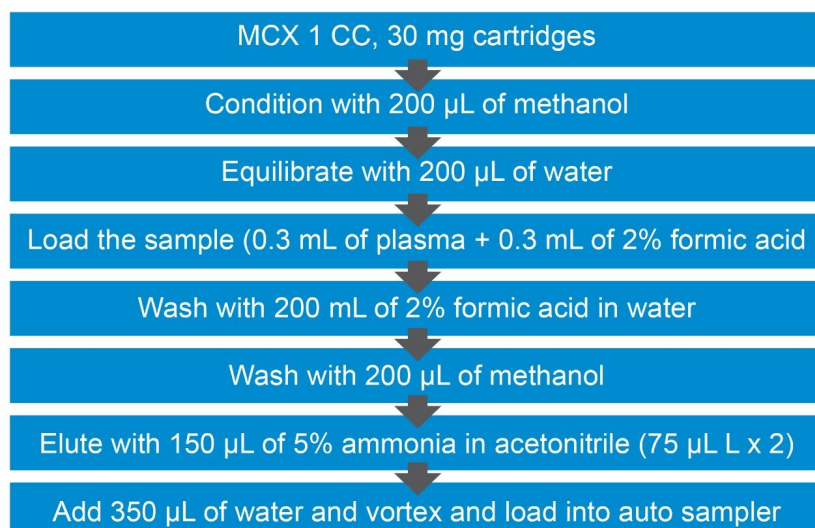 MCX 1 CC, 30 mg cartridges
Condition with 200 µL of methanol
Equilibrate with 200 µL of water
Load the sample (0.3 mL of plasma + 0.3 mL of 2% formic acid
Wash with 200 mL of 2% formic acid in water
Wash with 200 µL of methanol
Elute with 150 µL of 5% ammonia in acetonitrile (75 µL L x 2)
Add 350 µL of water and vortex and load into auto sampler